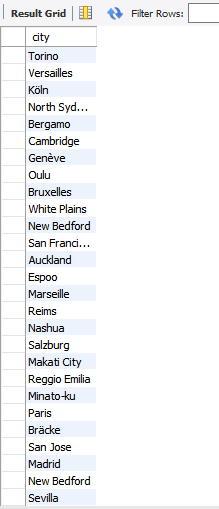 Result Grid Filter Rows:
city
Torino
Versailles
Köln
North Syd...
Bergamo
Cambridge
Genève
Oulu
Bruxelles
White Plains
New Bedford
San Franci...
Auckland
Espoo
Marseille
Reims
Nashua
Salzburg
Makati City
Reggio Emilia
Minato-ku
Paris
Bräcke
San Jose
Madrid
New Bedford
Sevilla